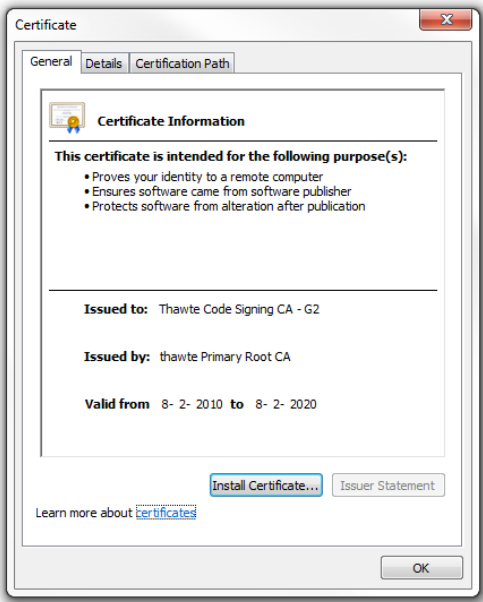 Certificate
General Details Certification Path
Certificate Information
This certificate is intended for the following purpose(s):
• Proves your identity to a remote computer
• Ensures software came from software publisher
• Protects software from alteration after publication
Issued to: Thawte Code Signing CA - G2
Issued by: thawte Primary Root CA
Valid from 8- 2- 2010 to 8- 2- 2020
Install Certificate... Issuer Statement
Learn more about certificates
OK